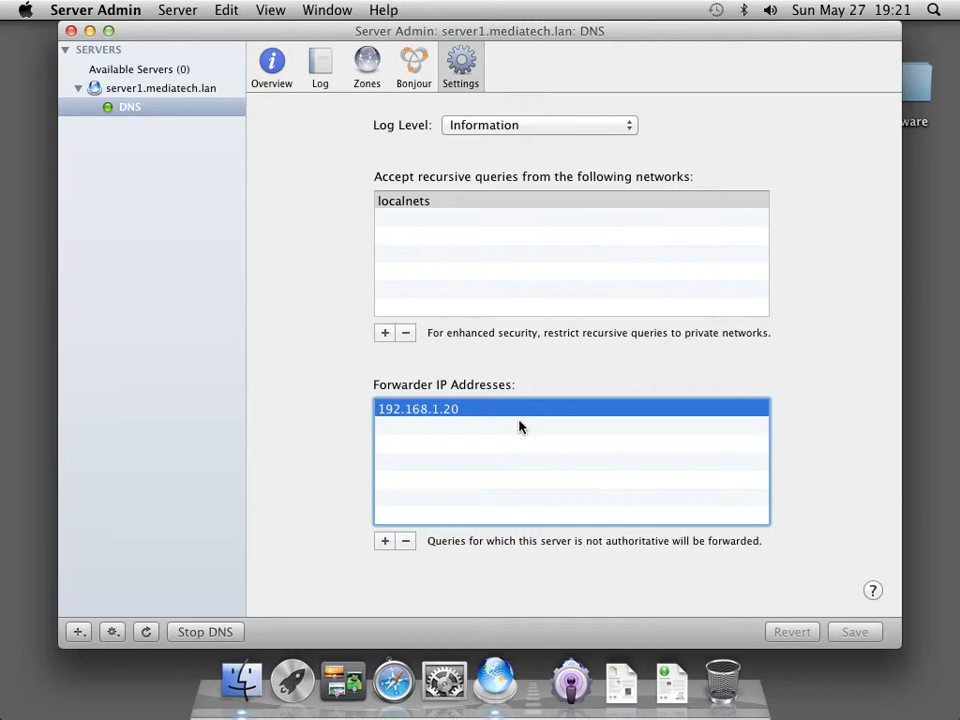 Server Admin Server Edit View Window Help Sun May 27 19:21
Server Admin: server1.mediatech.lan: DNS
SERVERS
Available Servers (0)
server1.mediatech.lan
DNS
Overview Log Zones Bonjour Settings
ware
Log Level: Information
Accept recursive queries from the following networks:
localnets
+ − For enhanced security, restrict recursive queries to private networks.
Forwarder IP Addresses:
192.168.1.20
+ − Queries for which this server is not authoritative will be forwarded.
?
Stop DNS Revert Save